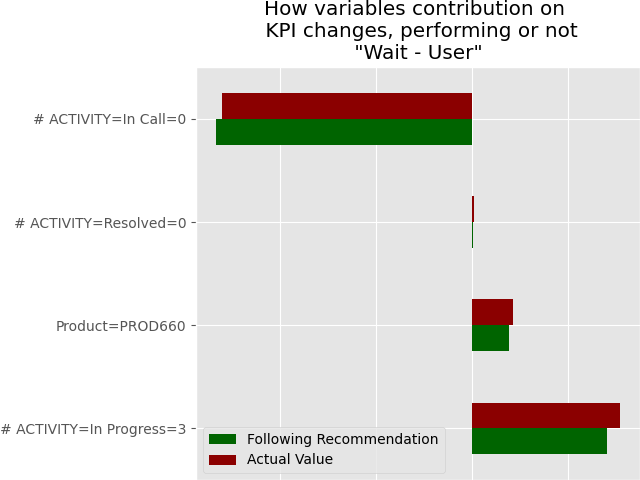 How variables contribution on
KPI changes, performing or not
"Wait - User"
# ACTIVITY=In Call=0
# ACTIVITY=Resolved=0
Product=PROD660
# ACTIVITY=In Progress=3
Following Recommendation
Actual Value